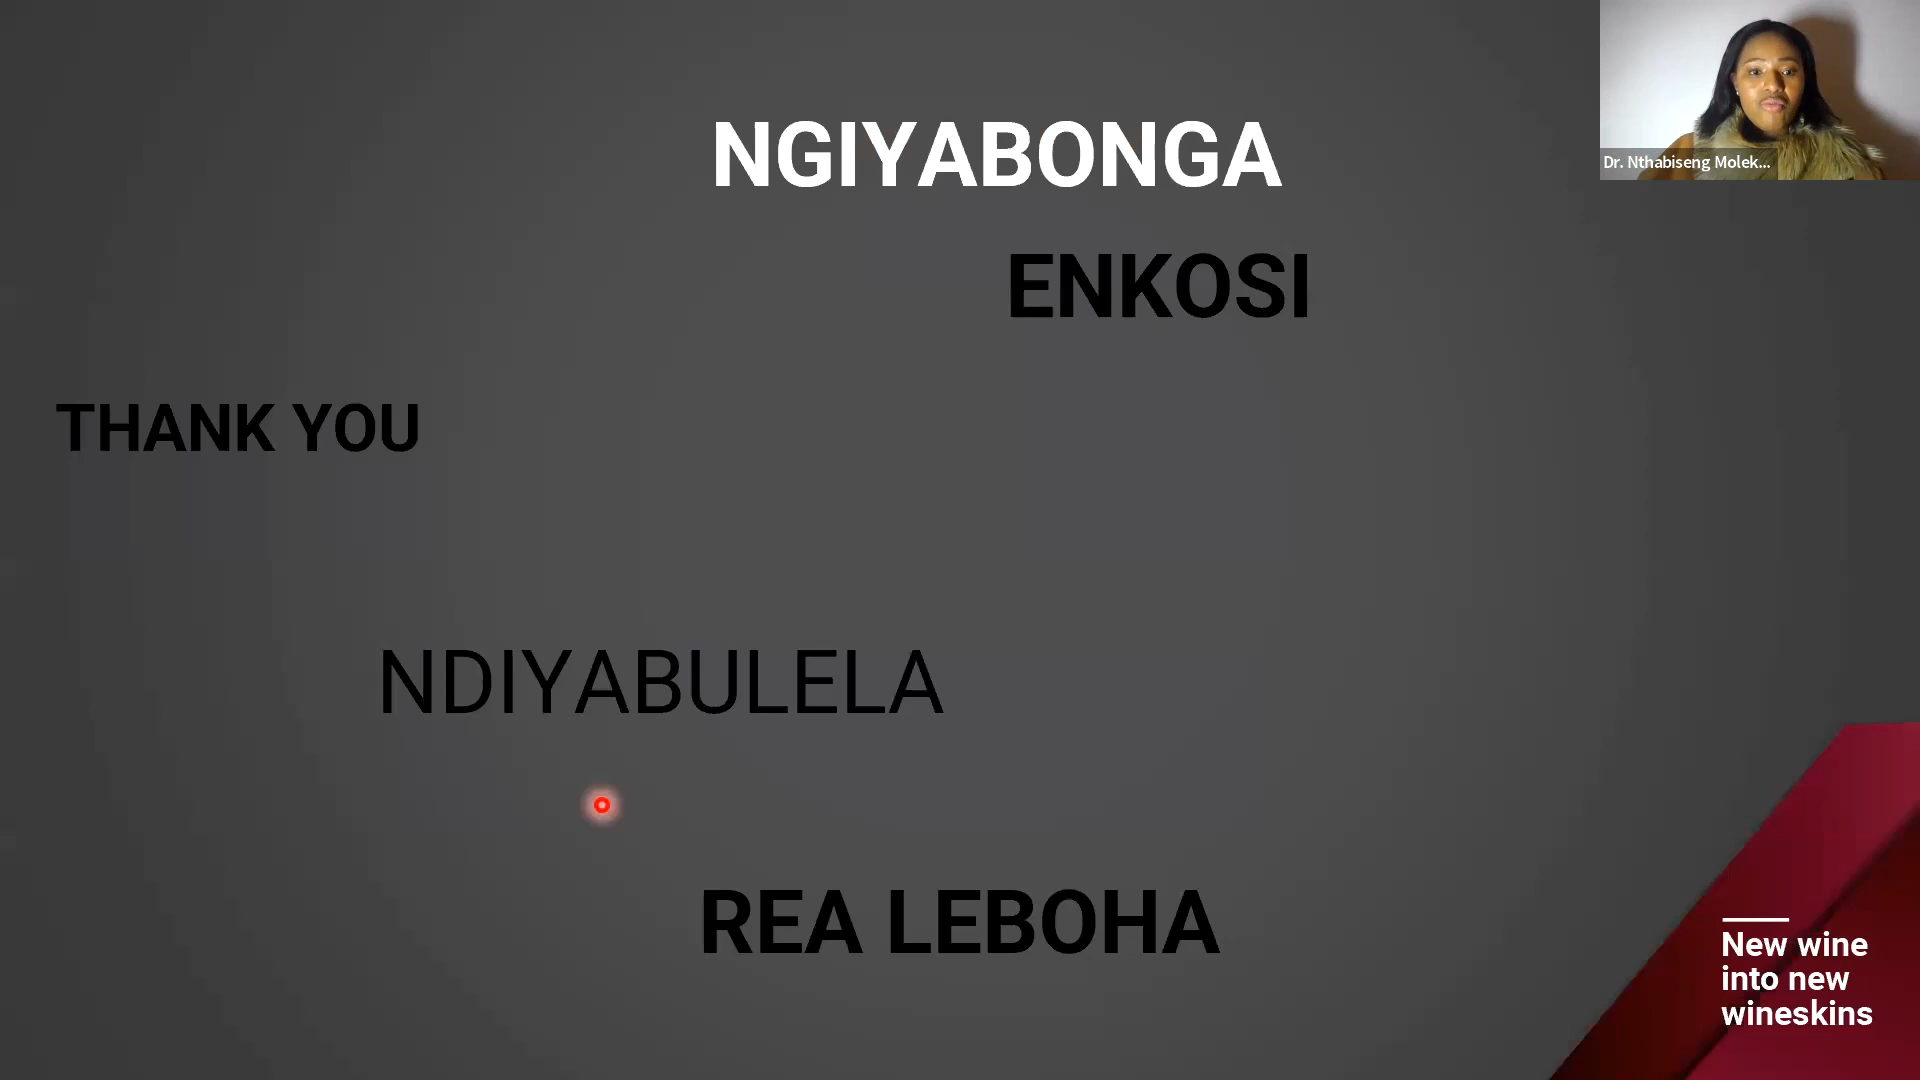 NGIYABONGA
Dr. Nthabiseng Molek...
ENKOSI
THANK YOU
NDIYABULELA
REA LEBOHA
New wine
into new
wineskins